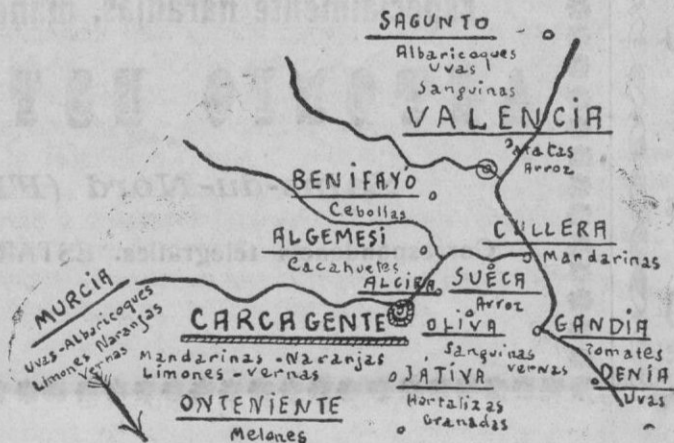 SAGUNTO
Albaricoques
Uvas
Sanguinas
VALENCIA
Patatas
Arroz
BENIFAYO
Cebollas
ALGEMESI
Cacahuetes
CULLERA
Mandarinas
ALCIRA
SUECA
Arroz
MURCIA
Uvas-Albaricoques
Limones Naranjas
Vernas
CARCAGENTE
Mandarinas - Naranjas
Limones - Vernas
OLIVA
Sanguinas
vernas
GANDIA
Tomates
DENIA
Uvas
JÁTIVA
Hortalizas
Granadas
ONTENIENTE
Melones